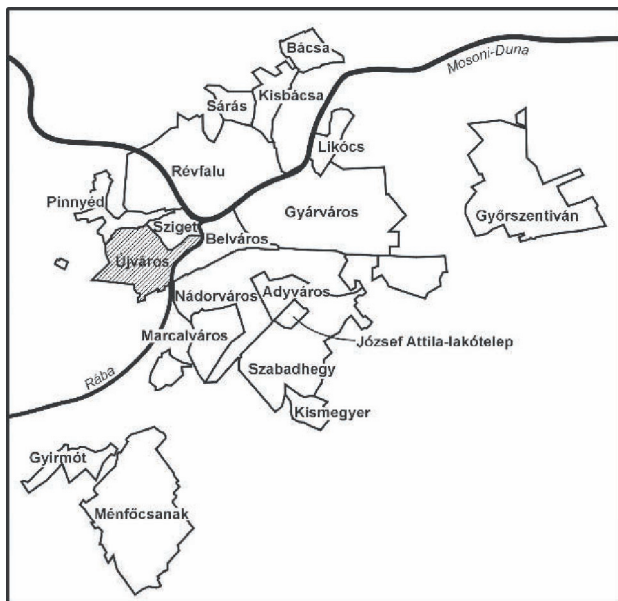 Bácsa
Mosoni-Duna
Kisbácsa
Sárás
Likócs
Révfalu
Pinnyéd
Gyárváros
Győrszentiván
Sziget
Belváros
Újváros
Nádorváros
Adyváros
Marcalváros
József Attila-lakótelep
Szabadhegy
Rába
Kismegyer
Gyirmót
Ménfőcsanak